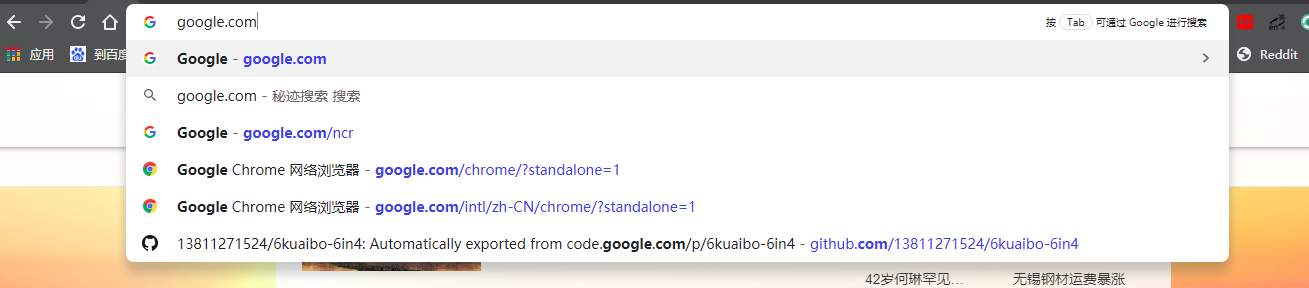 google.com 按 Tab 可通过 Google 进行搜索
应用 到百度 Google - google.com Reddit
google.com - 秘迹搜索 搜索
Google - google.com/ncr
Google Chrome 网络浏览器 - google.com/chrome/?standalone=1
Google Chrome 网络浏览器 - google.com/intl/zh-CN/chrome/?standalone=1
13811271524/6kuaibo-6in4: Automatically exported from code.google.com/p/6kuaibo-6in4 - github.com/13811271524/6kuaibo-6in4
42岁何琳罕见... 无锡钢材运费暴涨